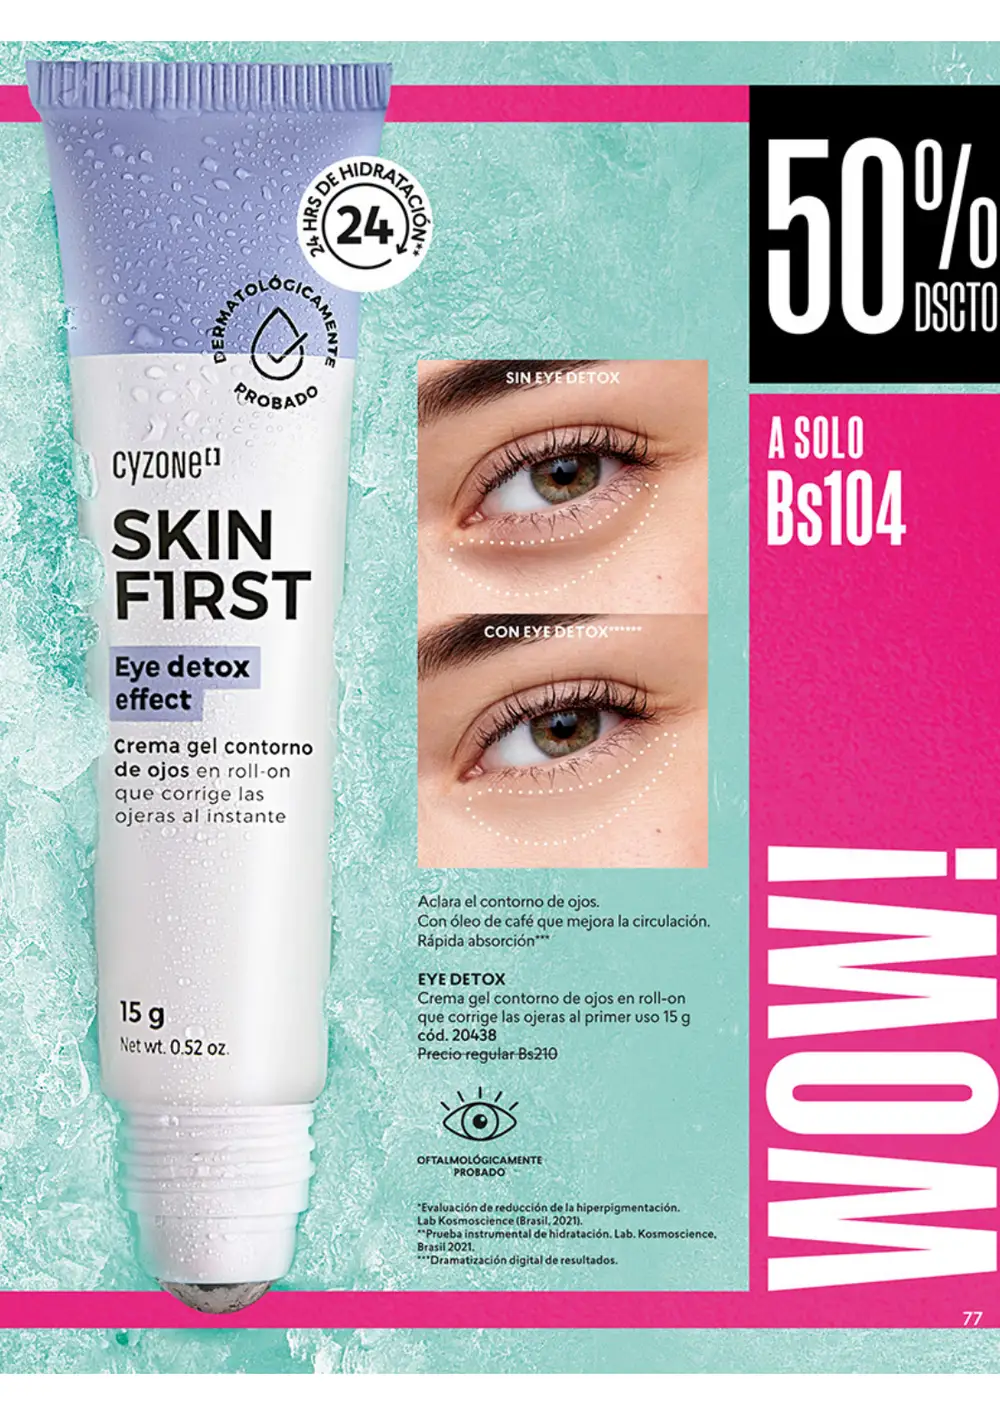 24 HRS DE HIDRATACIÓN**
24
DERMATOLÓGICAMENTE
PROBADO
cyzone[]
SKIN
F1RST
Eye detox
effect
Crema gel contorno
de ojos en roll-on
que corrige las
ojeras al instante
15 g
Net wt. 0.52 oz.
SIN EYE DETOX
CON EYE DETOX******
Aclara el contorno de ojos.
Con óleo de café que mejora la circulación.
Rápida absorción***
EYE DETOX
Crema gel contorno de ojos en roll-on
que corrige las ojeras al primer uso 15 g
cód. 20438
Precio regular Bs210
OFTALMOLÓGICAMENTE
PROBADO
*Evaluación de reducción de la hiperpigmentación.
Lab Kosmoscience (Brasil, 2021).
**Prueba instrumental de hidratación. Lab. Kosmoscience,
Brasil 2021.
***Dramatización digital de resultados.
50%
DSCTO
A SOLO
Bs104
WOW!
77